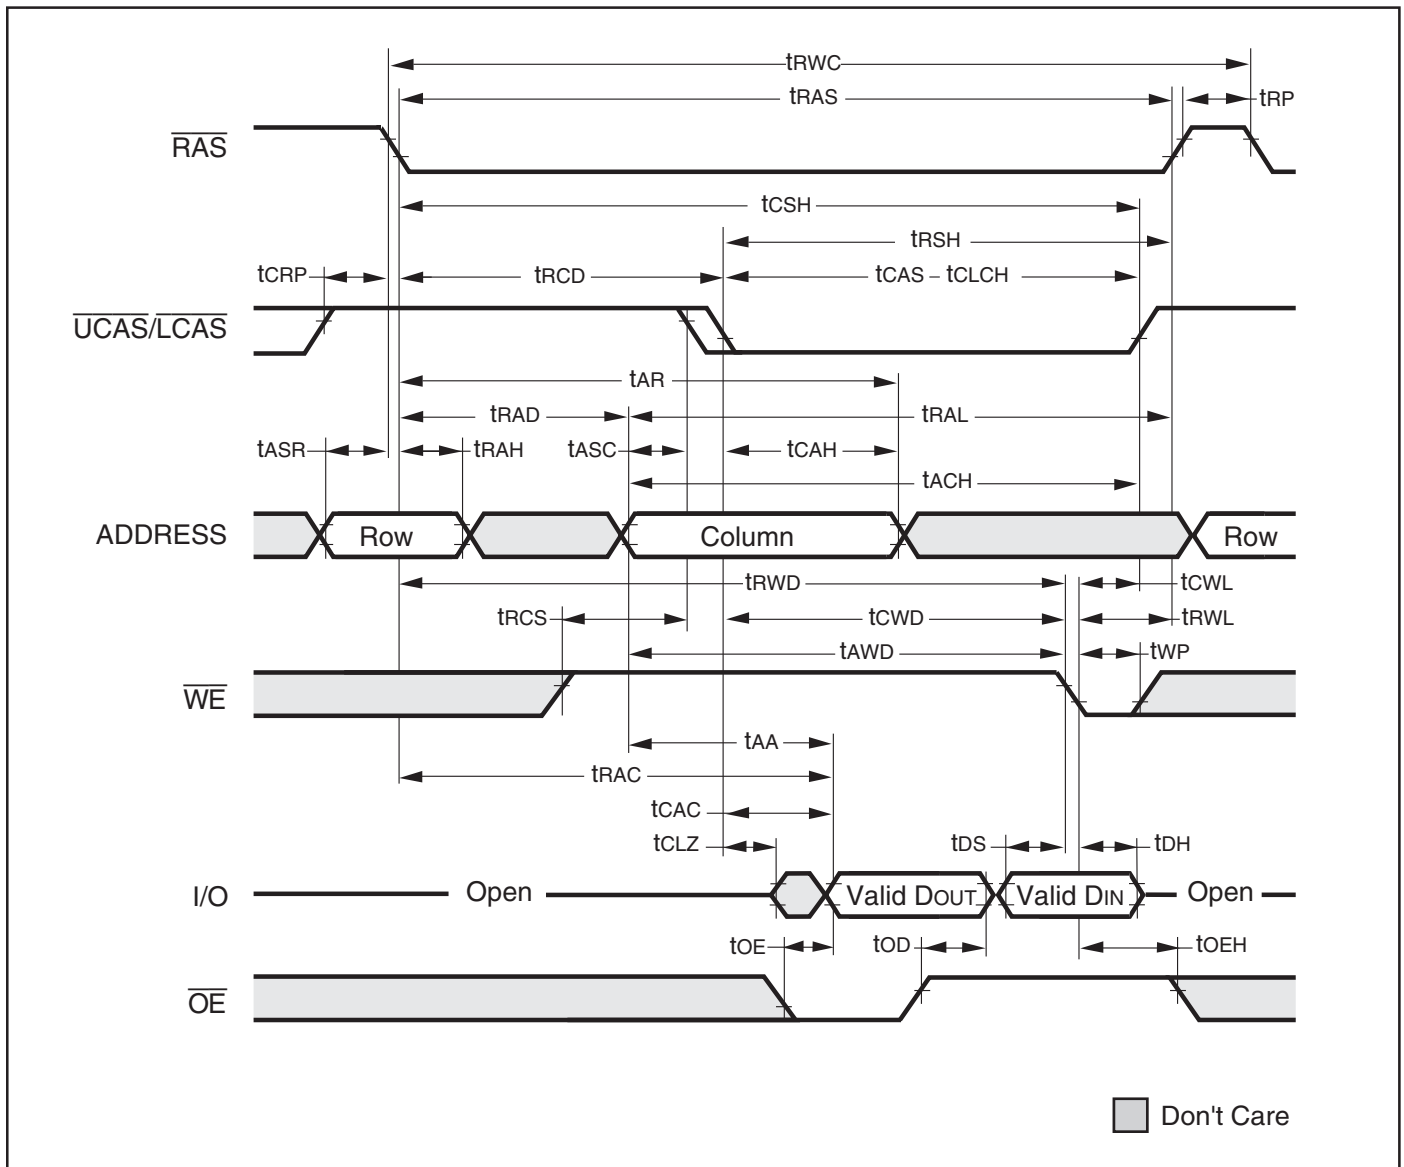 tRWC
tRAS
tRP
RAS
tCSH
tRSH
tCRP
tRCD
tCAS – tCLCH
UCAS/LCAS
tAR
tRAD
tRAL
tASR
tRAH
tASC
tCAH
tACH
ADDRESS
Row
Column
Row
tRWD
tCWL
tRCS
tCWD
tRWL
tAWD
tWP
WE
tAA
tRAC
tCAC
tCLZ
tDS
tDH
I/O
Open
Valid DOUT
Valid DIN
Open
tOE
tOD
tOEH
OE
Don't Care